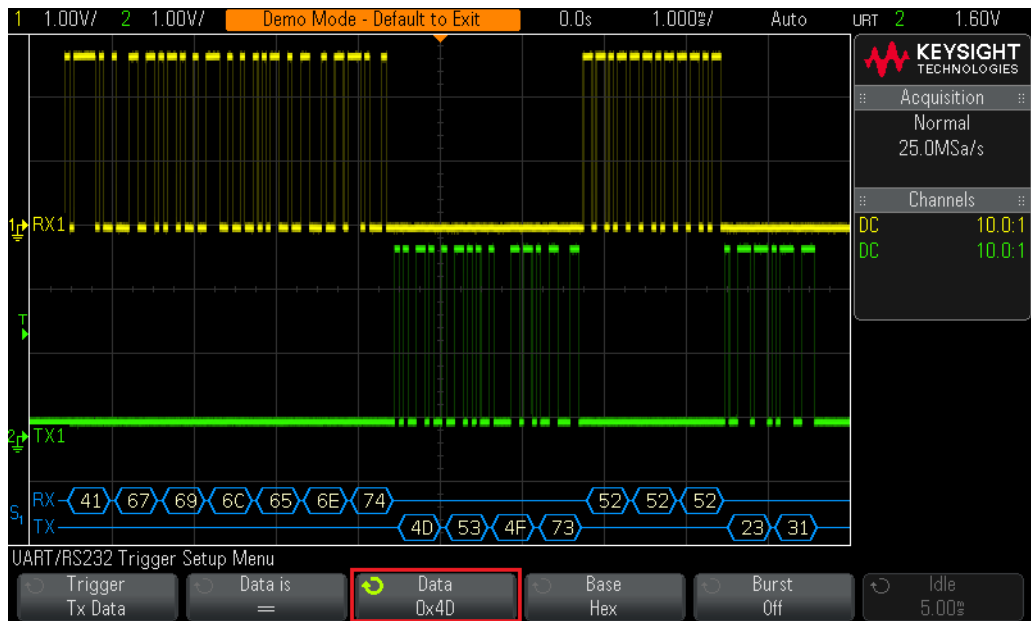 1 1.00V/ 2 1.00V/ Demo Mode - Default to Exit 0.0s 1.000ms/ Auto URT 2 1.60V
KEYSIGHT
TECHNOLOGIES
Acquisition
Normal
25.0MSa/s
Channels
DC 10.0:1
DC 10.0:1
1 RX1
T
2 TX1
S1
RX 41 67 69 6C 65 6E 74 52 52 52
TX 4D 53 4F 73 23 31
UART/RS232 Trigger Setup Menu
Trigger Data is Data Base Burst Idle
Tx Data = 0x4D Hex Off 5.00ms